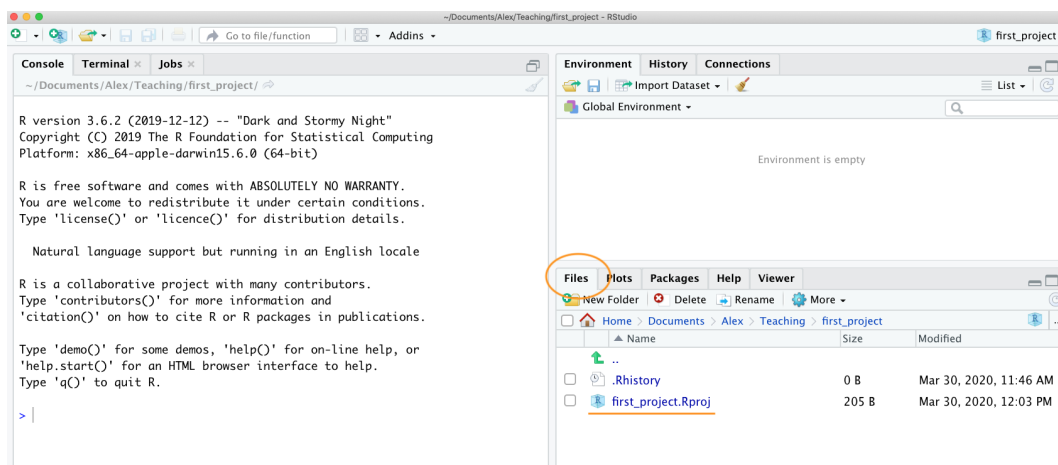 ~/Documents/Alex/Teaching/first_project - RStudio
Go to file/function
Addins
first_project
Console Terminal Jobs
~/Documents/Alex/Teaching/first_project/
R version 3.6.2 (2019-12-12) -- "Dark and Stormy Night"
Copyright (C) 2019 The R Foundation for Statistical Computing
Platform: x86_64-apple-darwin15.6.0 (64-bit)
R is free software and comes with ABSOLUTELY NO WARRANTY.
You are welcome to redistribute it under certain conditions.
Type 'license()' or 'licence()' for distribution details.
Natural language support but running in an English locale
R is a collaborative project with many contributors.
Type 'contributors()' for more information and
'citation()' on how to cite R or R packages in publications.
Type 'demo()' for some demos, 'help()' for on-line help, or
'help.start()' for an HTML browser interface to help.
Type 'q()' to quit R.
>
Environment History Connections
Import Dataset
List
Global Environment
Environment is empty
Files Plots Packages Help Viewer
New Folder Delete Rename More
Home > Documents > Alex > Teaching > first_project
R ..
Name Size Modified
..
.Rhistory 0 B Mar 30, 2020, 11:46 AM
first_project.Rproj 205 B Mar 30, 2020, 12:03 PM